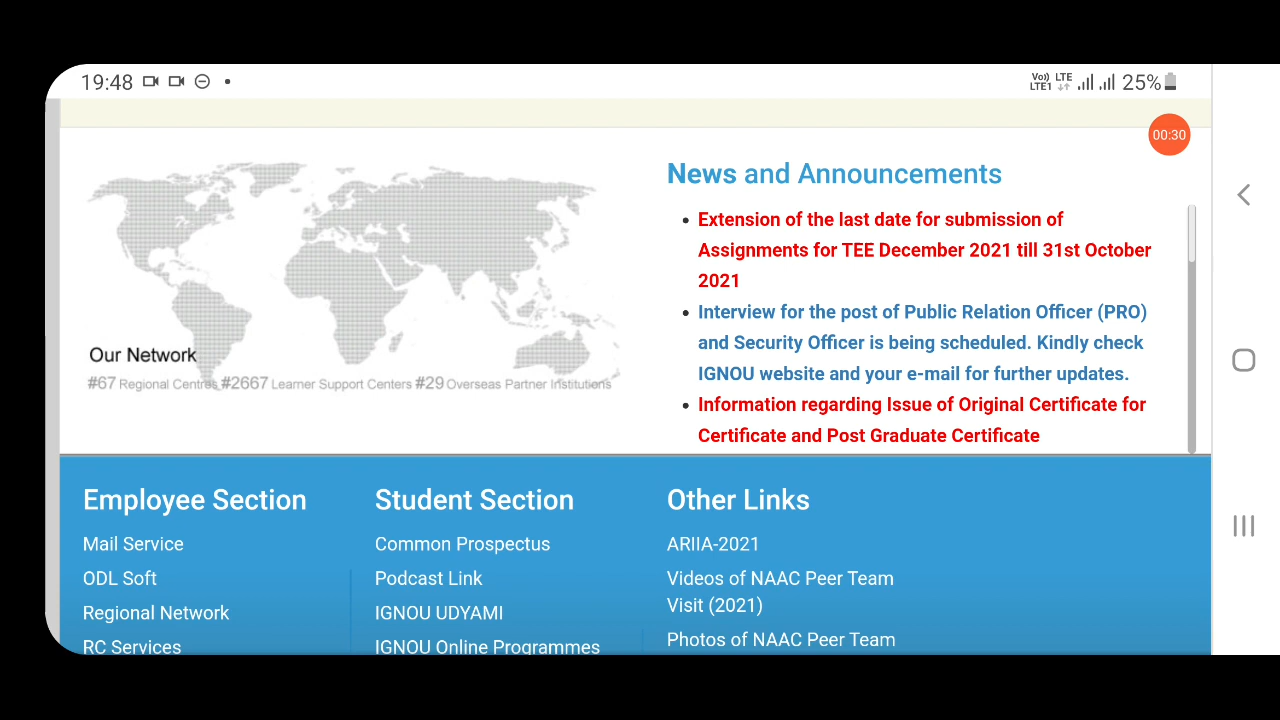 19:48
Vo)) LTE
LTE1
25%
00:30
News and Announcements
Extension of the last date for submission of
Assignments for TEE December 2021 till 31st October
2021
Interview for the post of Public Relation Officer (PRO)
and Security Officer is being scheduled. Kindly check
IGNOU website and your e-mail for further updates.
Information regarding Issue of Original Certificate for
Certificate and Post Graduate Certificate
Our Network
#67 Regional Centres #2667 Learner Support Centers #29 Overseas Partner Institutions
Employee Section
Mail Service
ODL Soft
Regional Network
RC Services
Student Section
Common Prospectus
Podcast Link
IGNOU UDYAMI
IGNOU Online Programmes
Other Links
ARIIA-2021
Videos of NAAC Peer Team
Visit (2021)
Photos of NAAC Peer Team